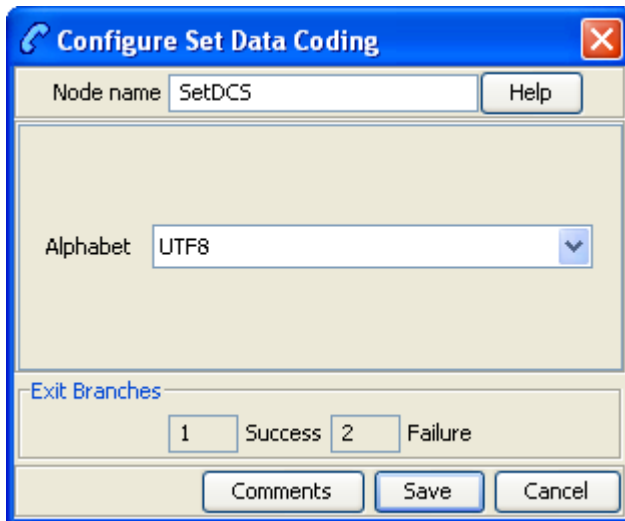 Configure Set Data Coding
Node name SetDCS Help
Alphabet UTF8
Exit Branches
1 Success 2 Failure
Comments Save Cancel